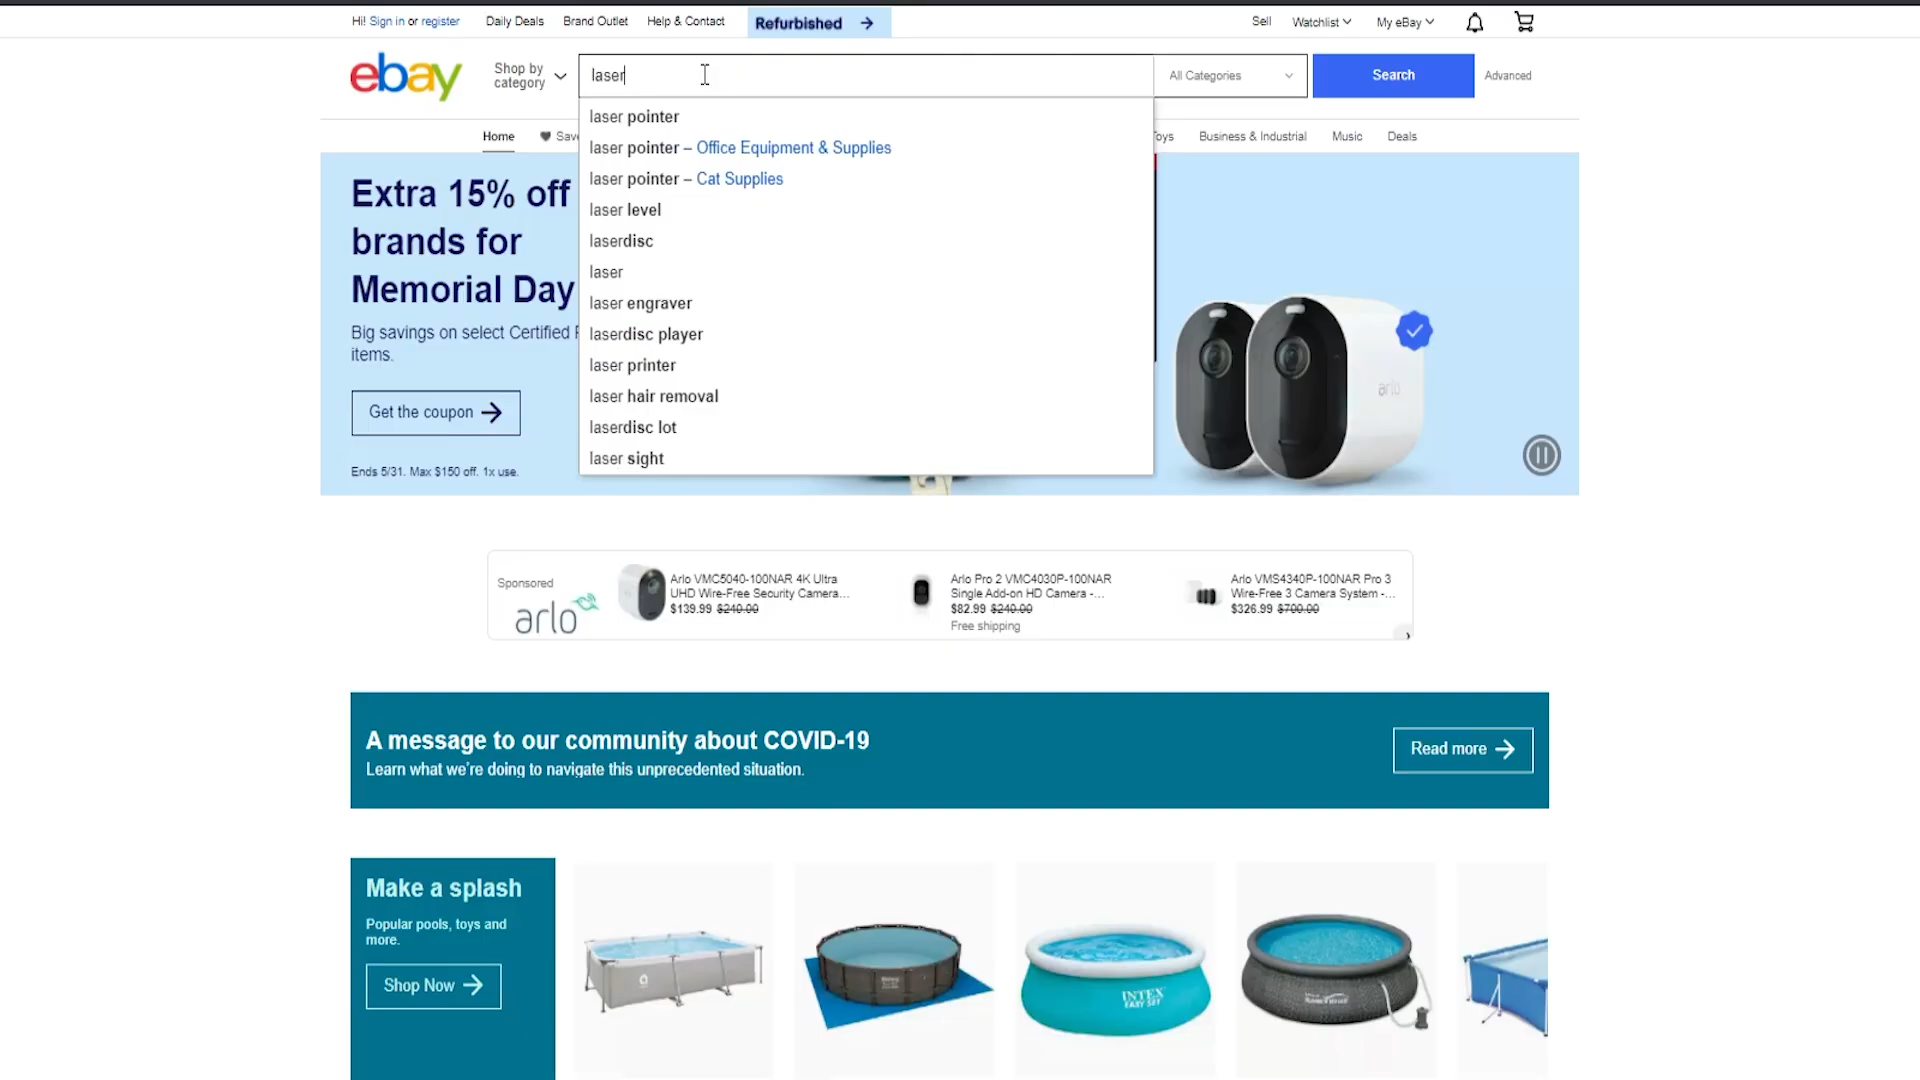 Hi! Sign in or register
Daily Deals
Brand Outlet
Help & Contact
Refurbished
Sell
Watchlist
My eBay
ebay
Shop by
category
laser
All Categories
Search
Advanced
laser pointer
laser pointer – Office Equipment & Supplies
laser pointer – Cat Supplies
laser level
laserdisc
laser
laser engraver
laserdisc player
laser printer
laser hair removal
laserdisc lot
laser sight
Home
Business & Industrial
Music
Deals
Extra 15% off
brands for
Memorial Day
Big savings on select Certified
items.
Get the coupon
Ends 5/31. Max $150 off. 1x use.
arlo
Sponsored
arlo
Arlo VMC5040-100NAR 4K Ultra
UHD Wire-Free Security Camera...
$139.99 $240.00
Arlo Pro 2 VMC4030P-100NAR
Single Add-on HD Camera -...
$82.99 $240.00
Free shipping
Arlo VMS4340P-100NAR Pro 3
Wire-Free 3 Camera System -...
$326.99 $700.00
A message to our community about COVID-19
Learn what we're doing to navigate this unprecedented situation.
Read more
Make a splash
Popular pools, toys and
more.
Shop Now
INTEX
EASY SET